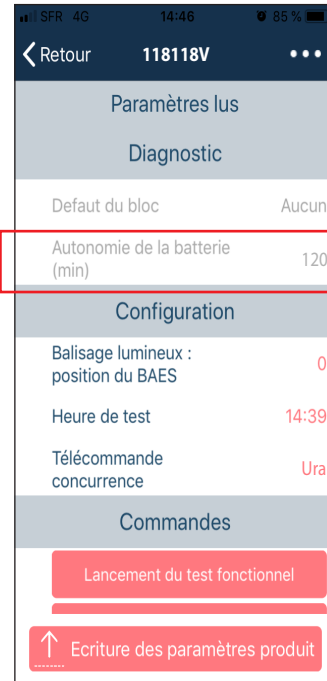 SFR 4G 14:46 85 %
Retour 118118V
Paramètres lus
Diagnostic
Defaut du bloc Aucun
Autonomie de la batterie
(min) 120
Configuration
Balisage lumineux :
position du BAES 0
Heure de test 14:39
Télécommande
concurrence Ura
Commandes
Lancement du test fonctionnel
Ecriture des paramètres produit